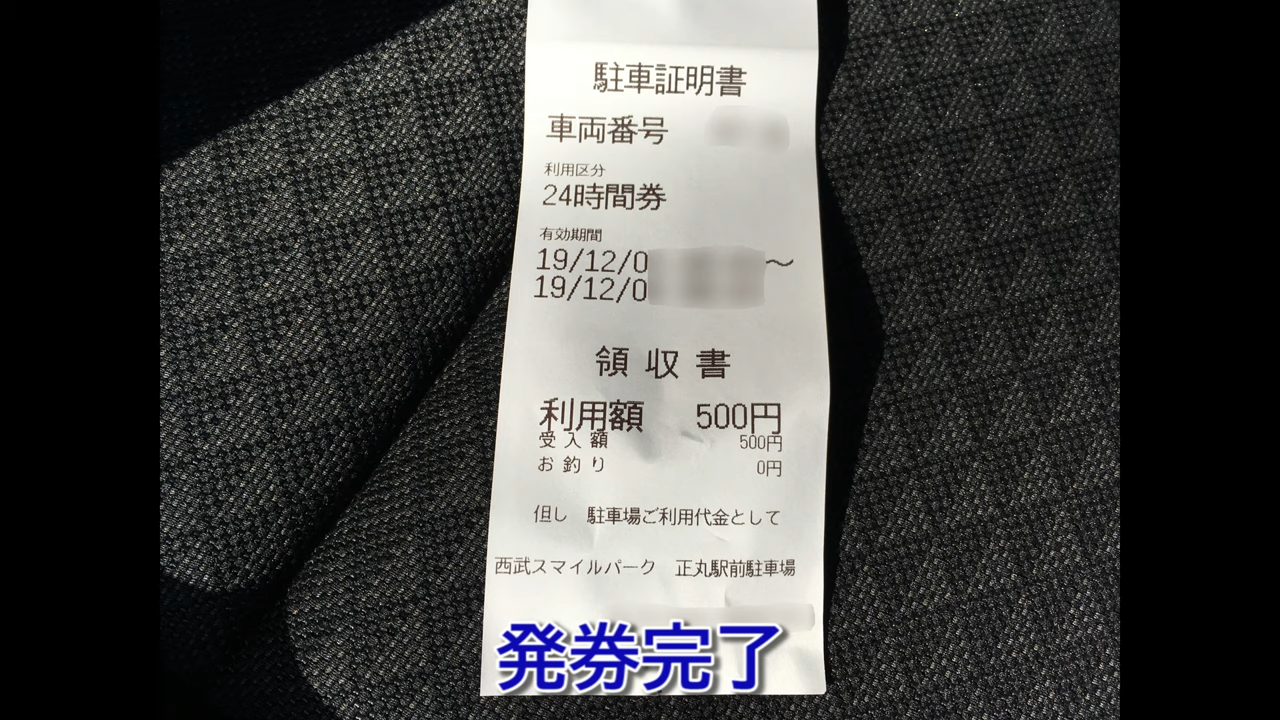 駐車証明書
車両番号
利用区分
24時間券
有効期間
19/12/0 ～
19/12/0
領収書
利用額 500円
受入額 500円
お釣り 0円
但し 駐車場ご利用代金として
西武スマイルパーク 正丸駅前駐車場
発券完了